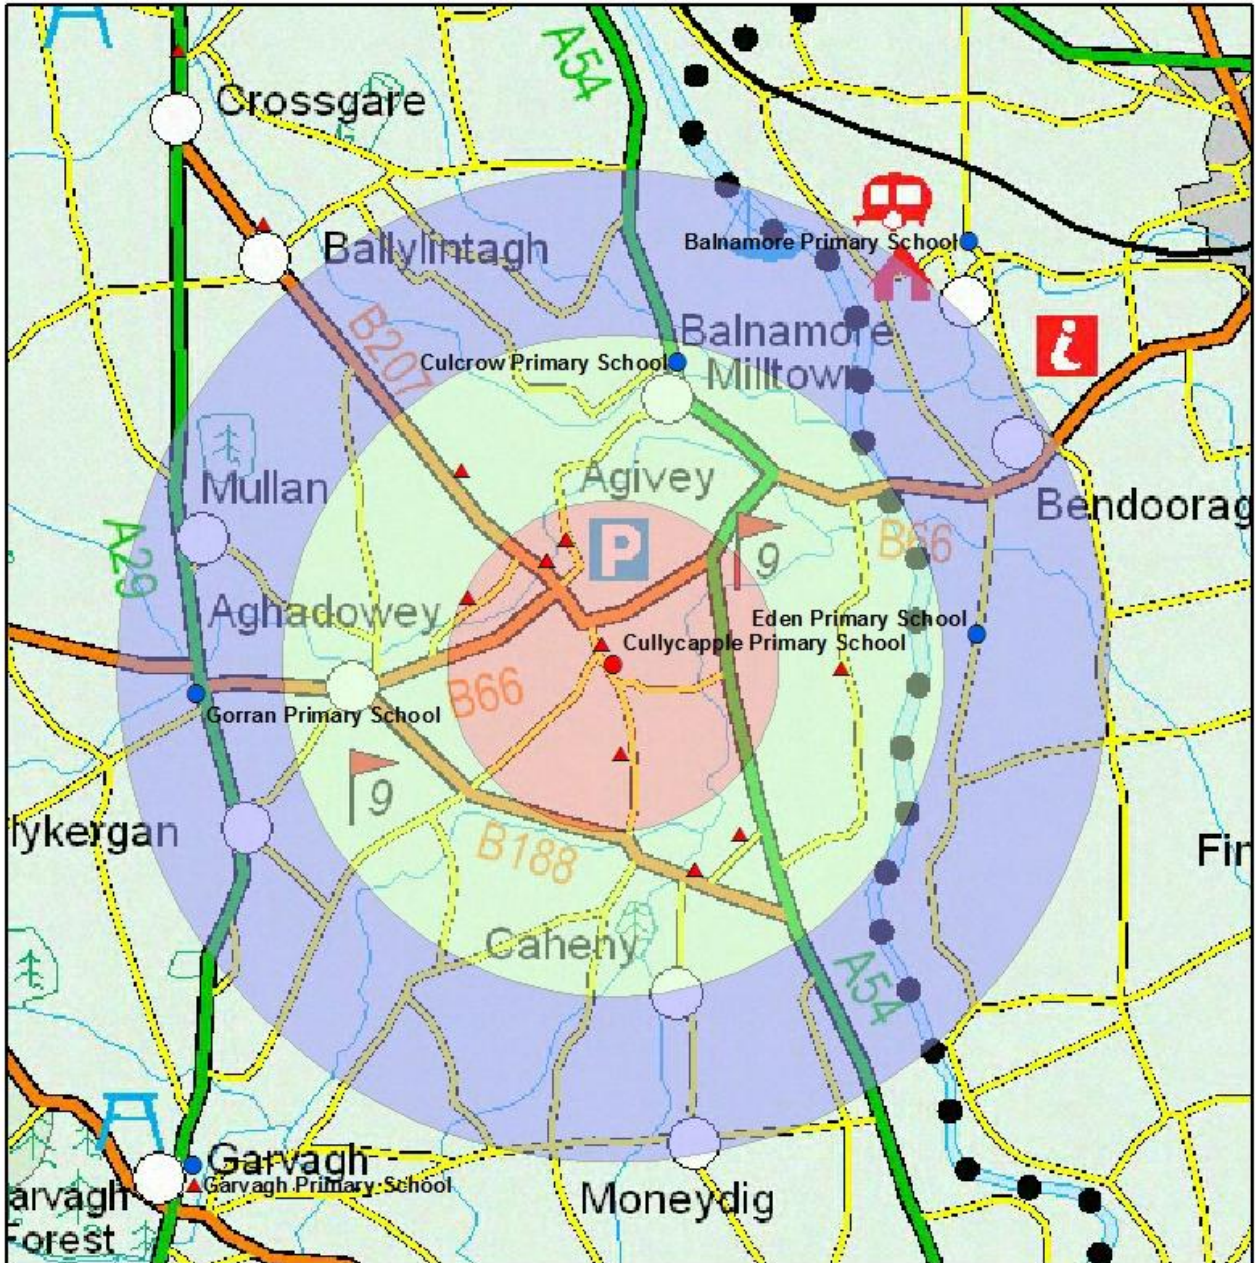 A54
Crossgare
Ballylintagh
Balnamore Primary School
B207
Balnamore
Culcrow Primary School
Milltown
Agivey
Mullan
Bendoorag
P
A29
9
B66
Aghadowey
Eden Primary School
Cullycapple Primary School
B66
Gorran Primary School
9
lykergan
B188
Fin
Caheny
A54
Garvagh
Garvagh Primary School
arvagh
Forest
Moneydig